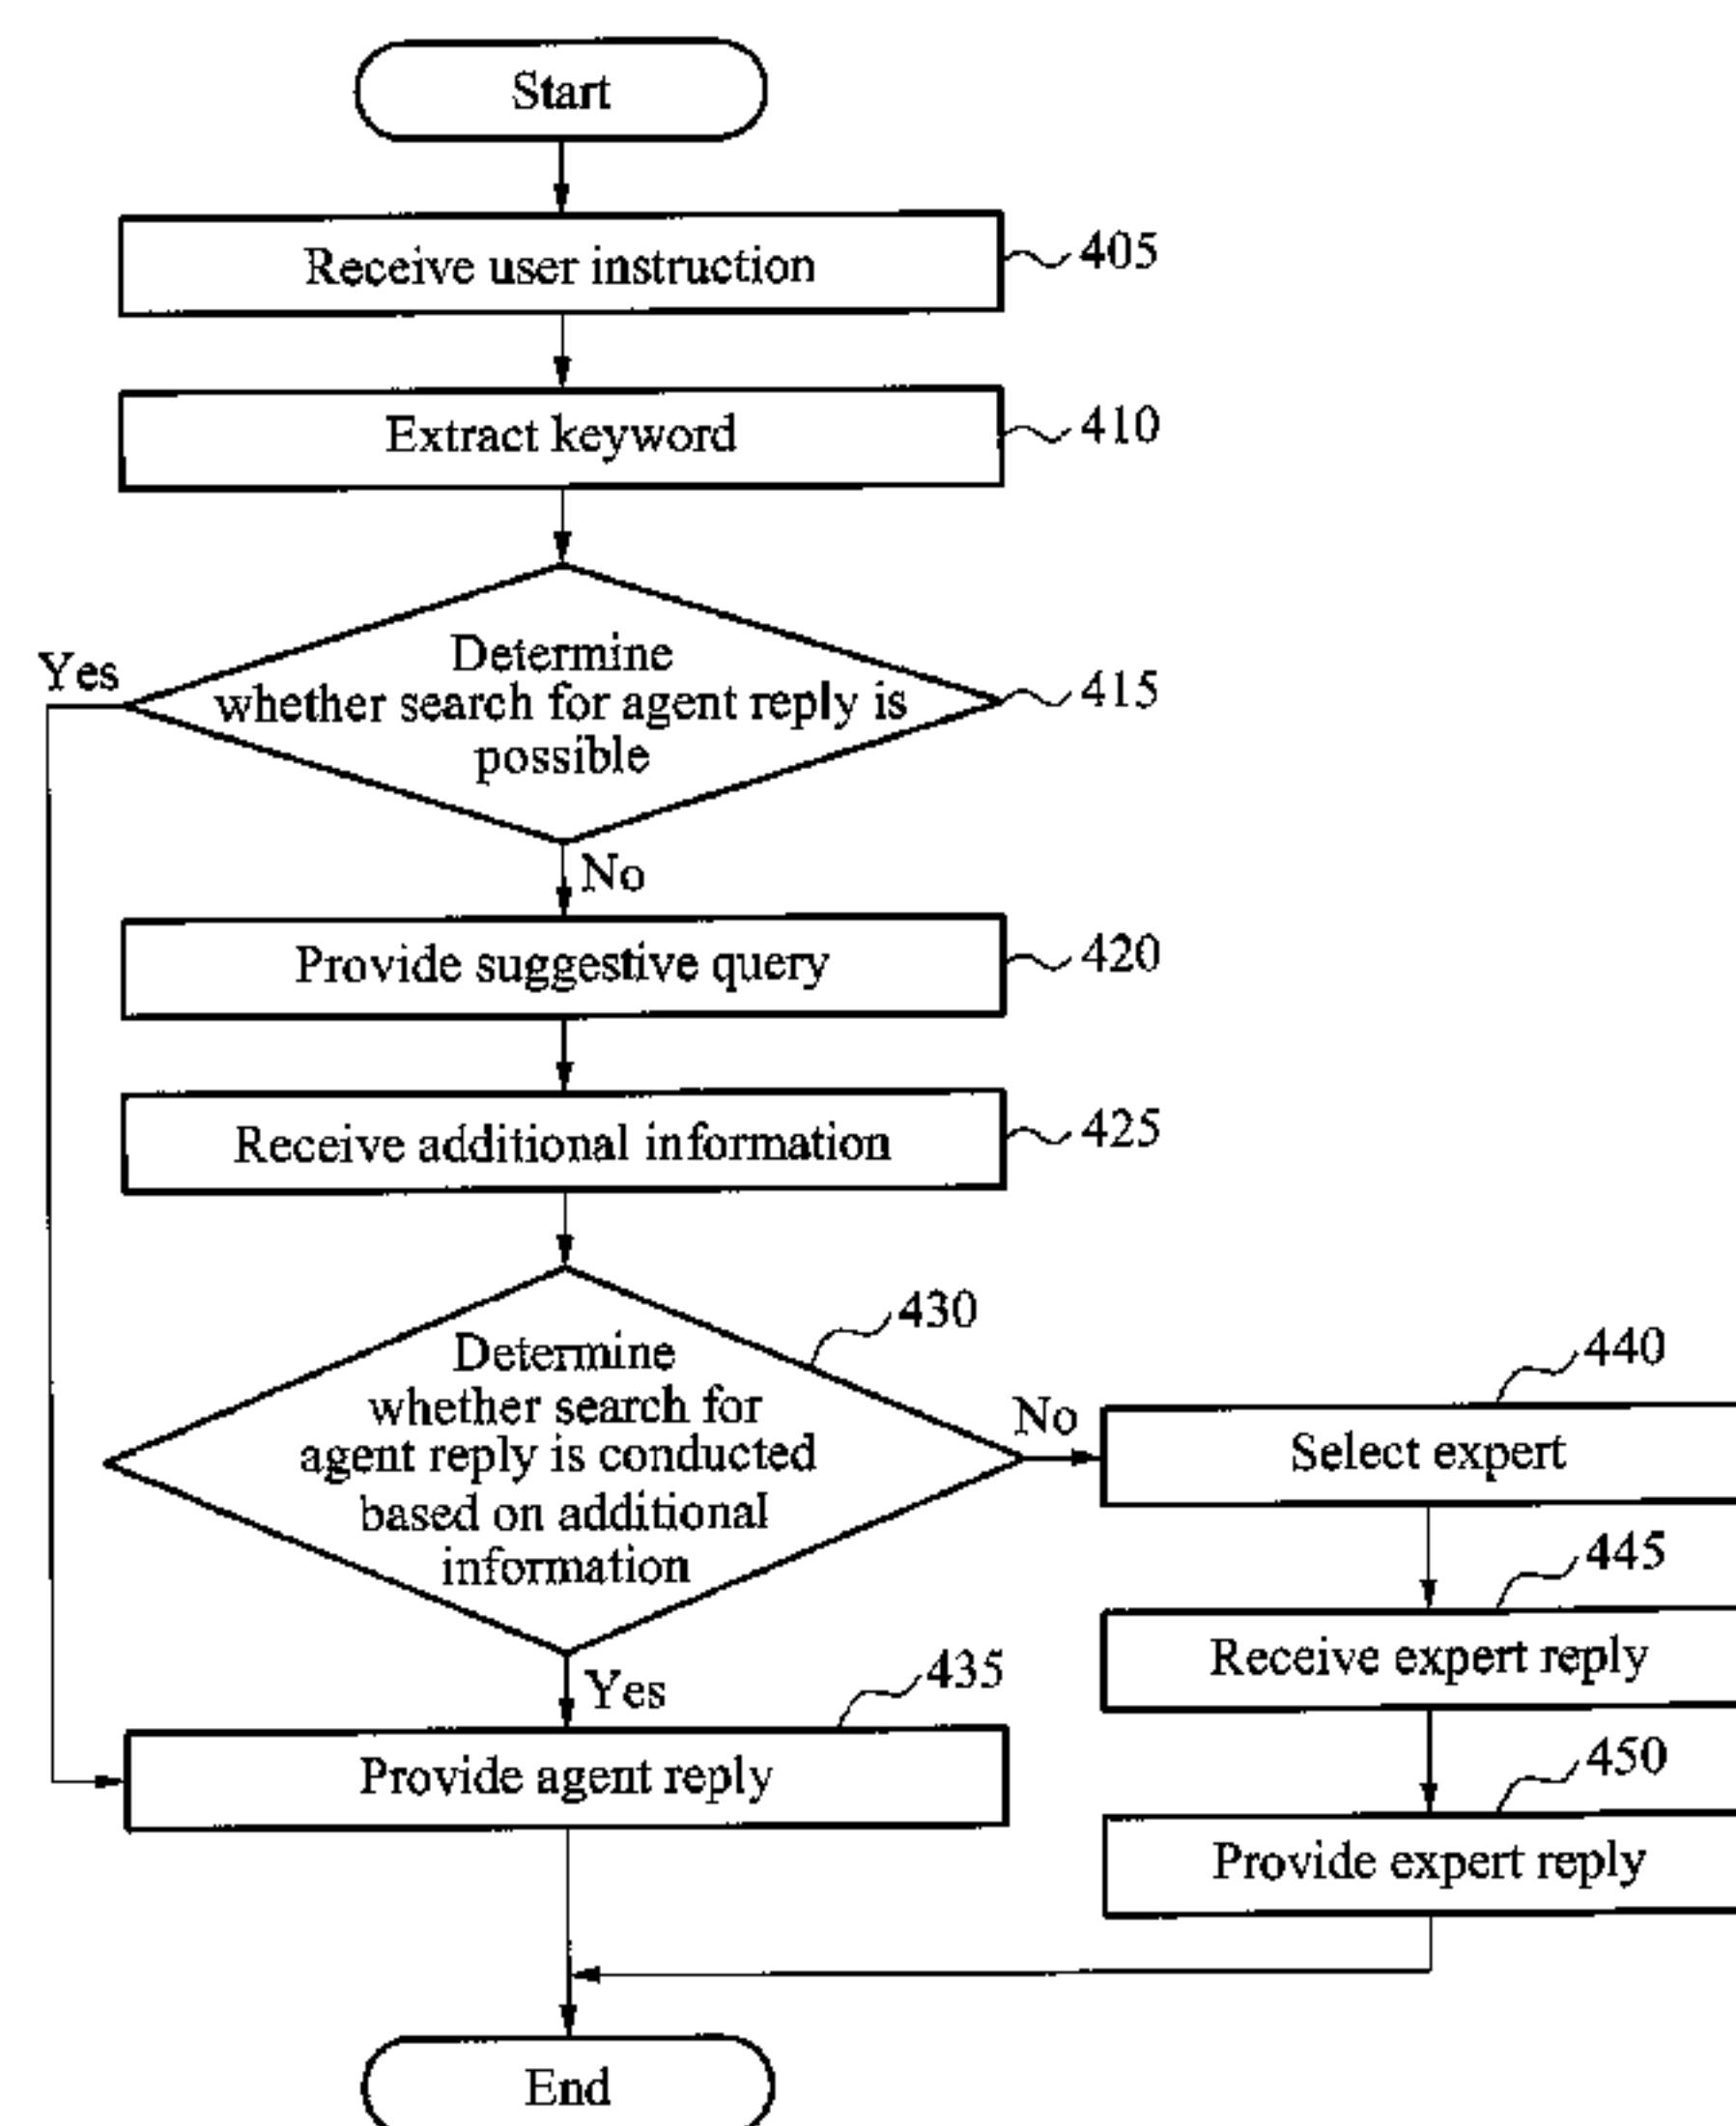 Start
Receive user instruction
405
Extract keyword
410
Determine
whether search for agent reply is
possible
415
Yes
No
Provide suggestive query
420
Receive additional information
425
Determine
whether search for
agent reply is conducted
based on additional
information
430
No
Yes
Select expert
440
Receive expert reply
445
Provide agent reply
435
Provide expert reply
450
End